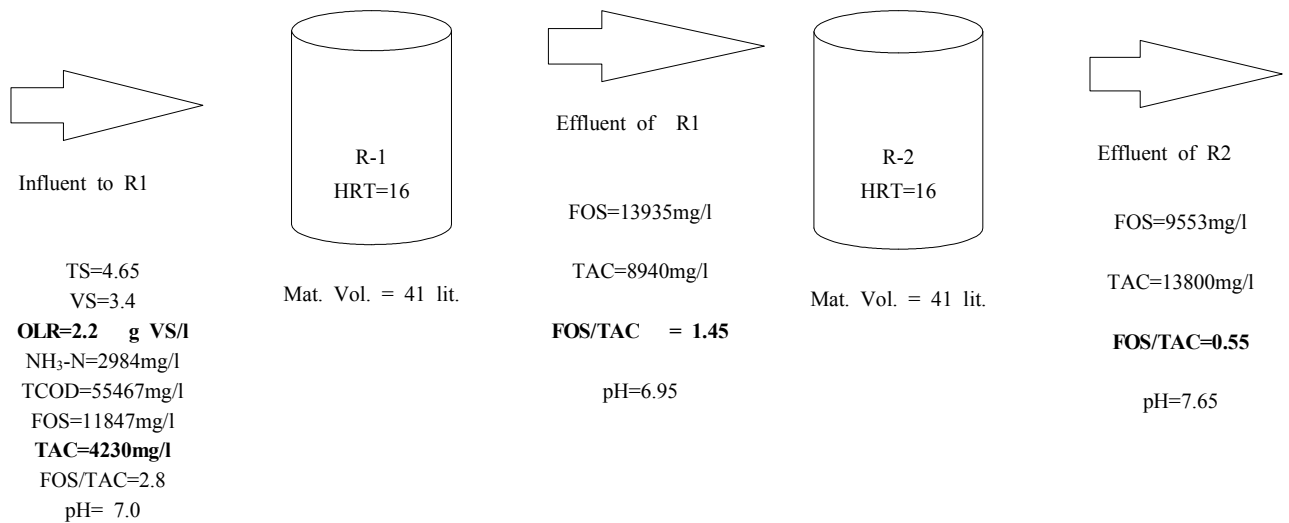 Influent to R1
TS=4.65
VS=3.4
OLR=2.2 g VS/l
NH₃-N=2984mg/l
TCOD=55467mg/l
FOS=11847mg/l
TAC=4230mg/l
FOS/TAC=2.8
pH= 7.0
R-1
HRT=16
Mat. Vol. = 41 lit.
Effluent of R1
FOS=13935mg/l
TAC=8940mg/l
FOS/TAC = 1.45
pH=6.95
R-2
HRT=16
Mat. Vol. = 41 lit.
Effluent of R2
FOS=9553mg/l
TAC=13800mg/l
FOS/TAC=0.55
pH=7.65